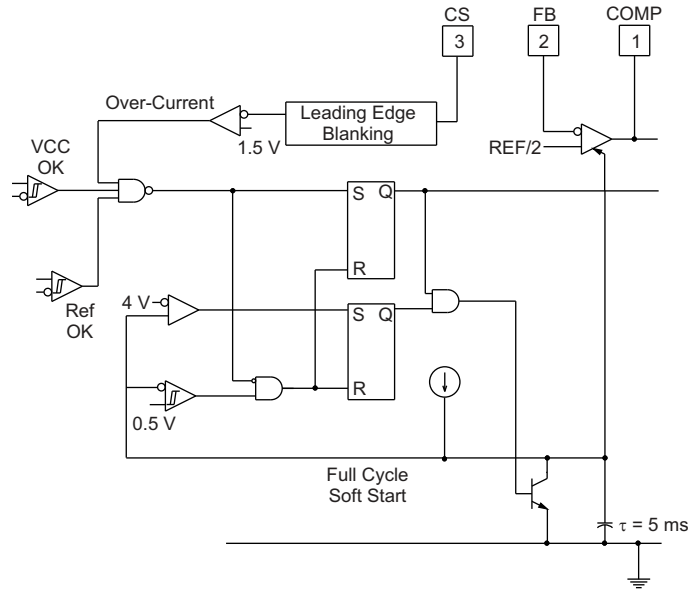 CS
FB
COMP
3
2
1
Over-Current
Leading Edge
Blanking
1.5 V
REF/2
VCC
OK
S
Q
R
Ref
OK
4 V
S
Q
R
0.5 V
Full Cycle
Soft Start
τ = 5 ms